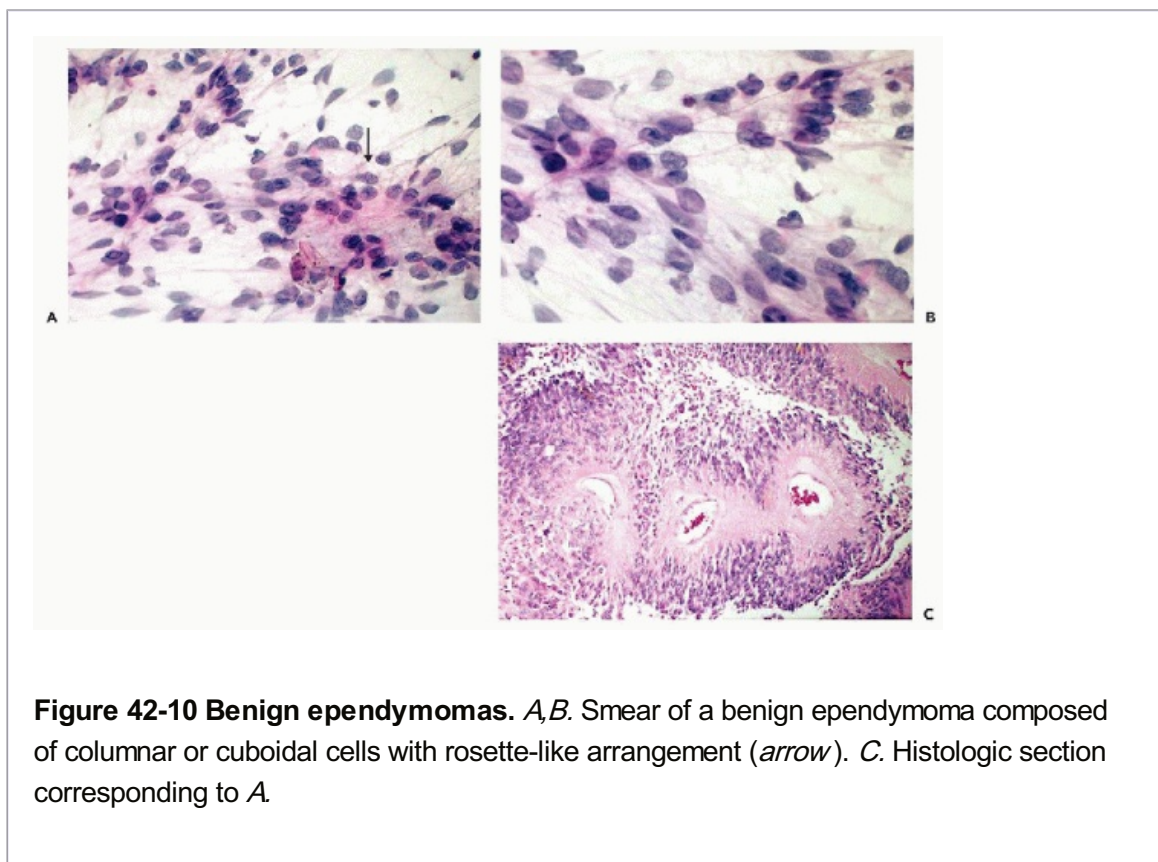 A
B
C
Figure 42-10 Benign ependymomas. A,B. Smear of a benign ependymoma composed
of columnar or cuboidal cells with rosette-like arrangement (arrow). C. Histologic section
corresponding to A.